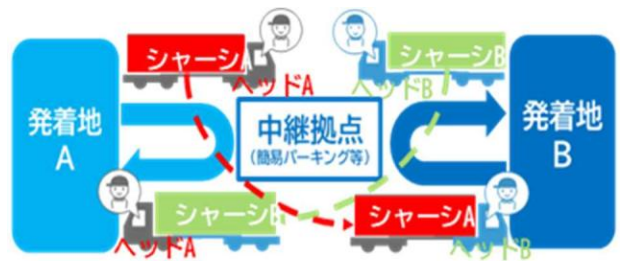 シャーシA
ヘッドA
シャーシB
ヘッドB
発着地
A
中継拠点
(簡易パーキング等)
発着地
B
シャーシB
ヘッドA
シャーシA
ヘッドB